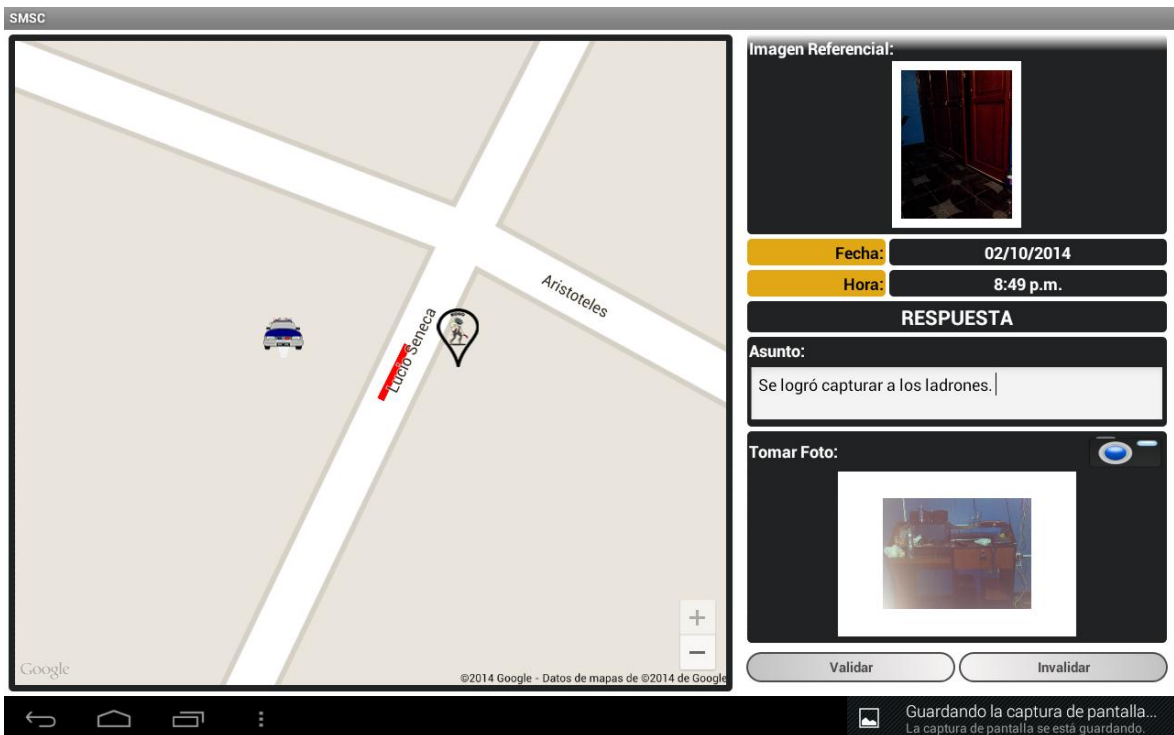 SMSC
Aristoteles
Lucio Seneca
Google
+
−
©2014 Google - Datos de mapas de ©2014 de Google
Imagen Referencial:
Fecha: 02/10/2014
Hora: 8:49 p.m.
RESPUESTA
Asunto:
Se logró capturar a los ladrones.
Tomar Foto:
Validar Invalidar
Guardando la captura de pantalla...
La captura de pantalla se está guardando.